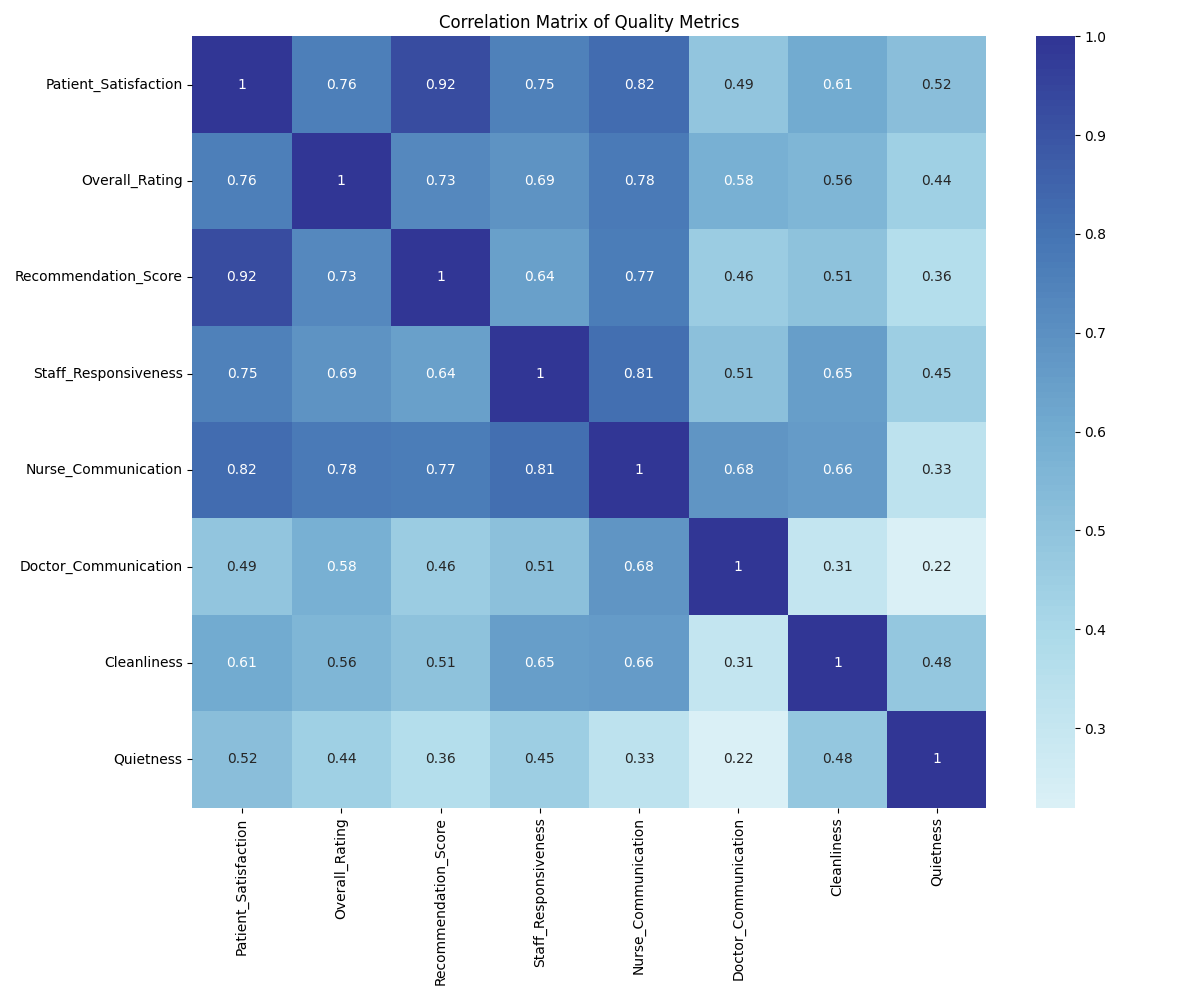 Correlation Matrix of Quality Metrics
Patient_Satisfaction 1 0.76 0.92 0.75 0.82 0.49 0.61 0.52
Overall_Rating 0.76 1 0.73 0.69 0.78 0.58 0.56 0.44
Recommendation_Score 0.92 0.73 1 0.64 0.77 0.46 0.51 0.36
Staff_Responsiveness 0.75 0.69 0.64 1 0.81 0.51 0.65 0.45
Nurse_Communication 0.82 0.78 0.77 0.81 1 0.68 0.66 0.33
Doctor_Communication 0.49 0.58 0.46 0.51 0.68 1 0.31 0.22
Cleanliness 0.61 0.56 0.51 0.65 0.66 0.31 1 0.48
Quietness 0.52 0.44 0.36 0.45 0.33 0.22 0.48 1
Patient_Satisfaction
Overall_Rating
Recommendation_Score
Staff_Responsiveness
Nurse_Communication
Doctor_Communication
Cleanliness
Quietness
1.0
0.9
0.8
0.7
0.6
0.5
0.4
0.3